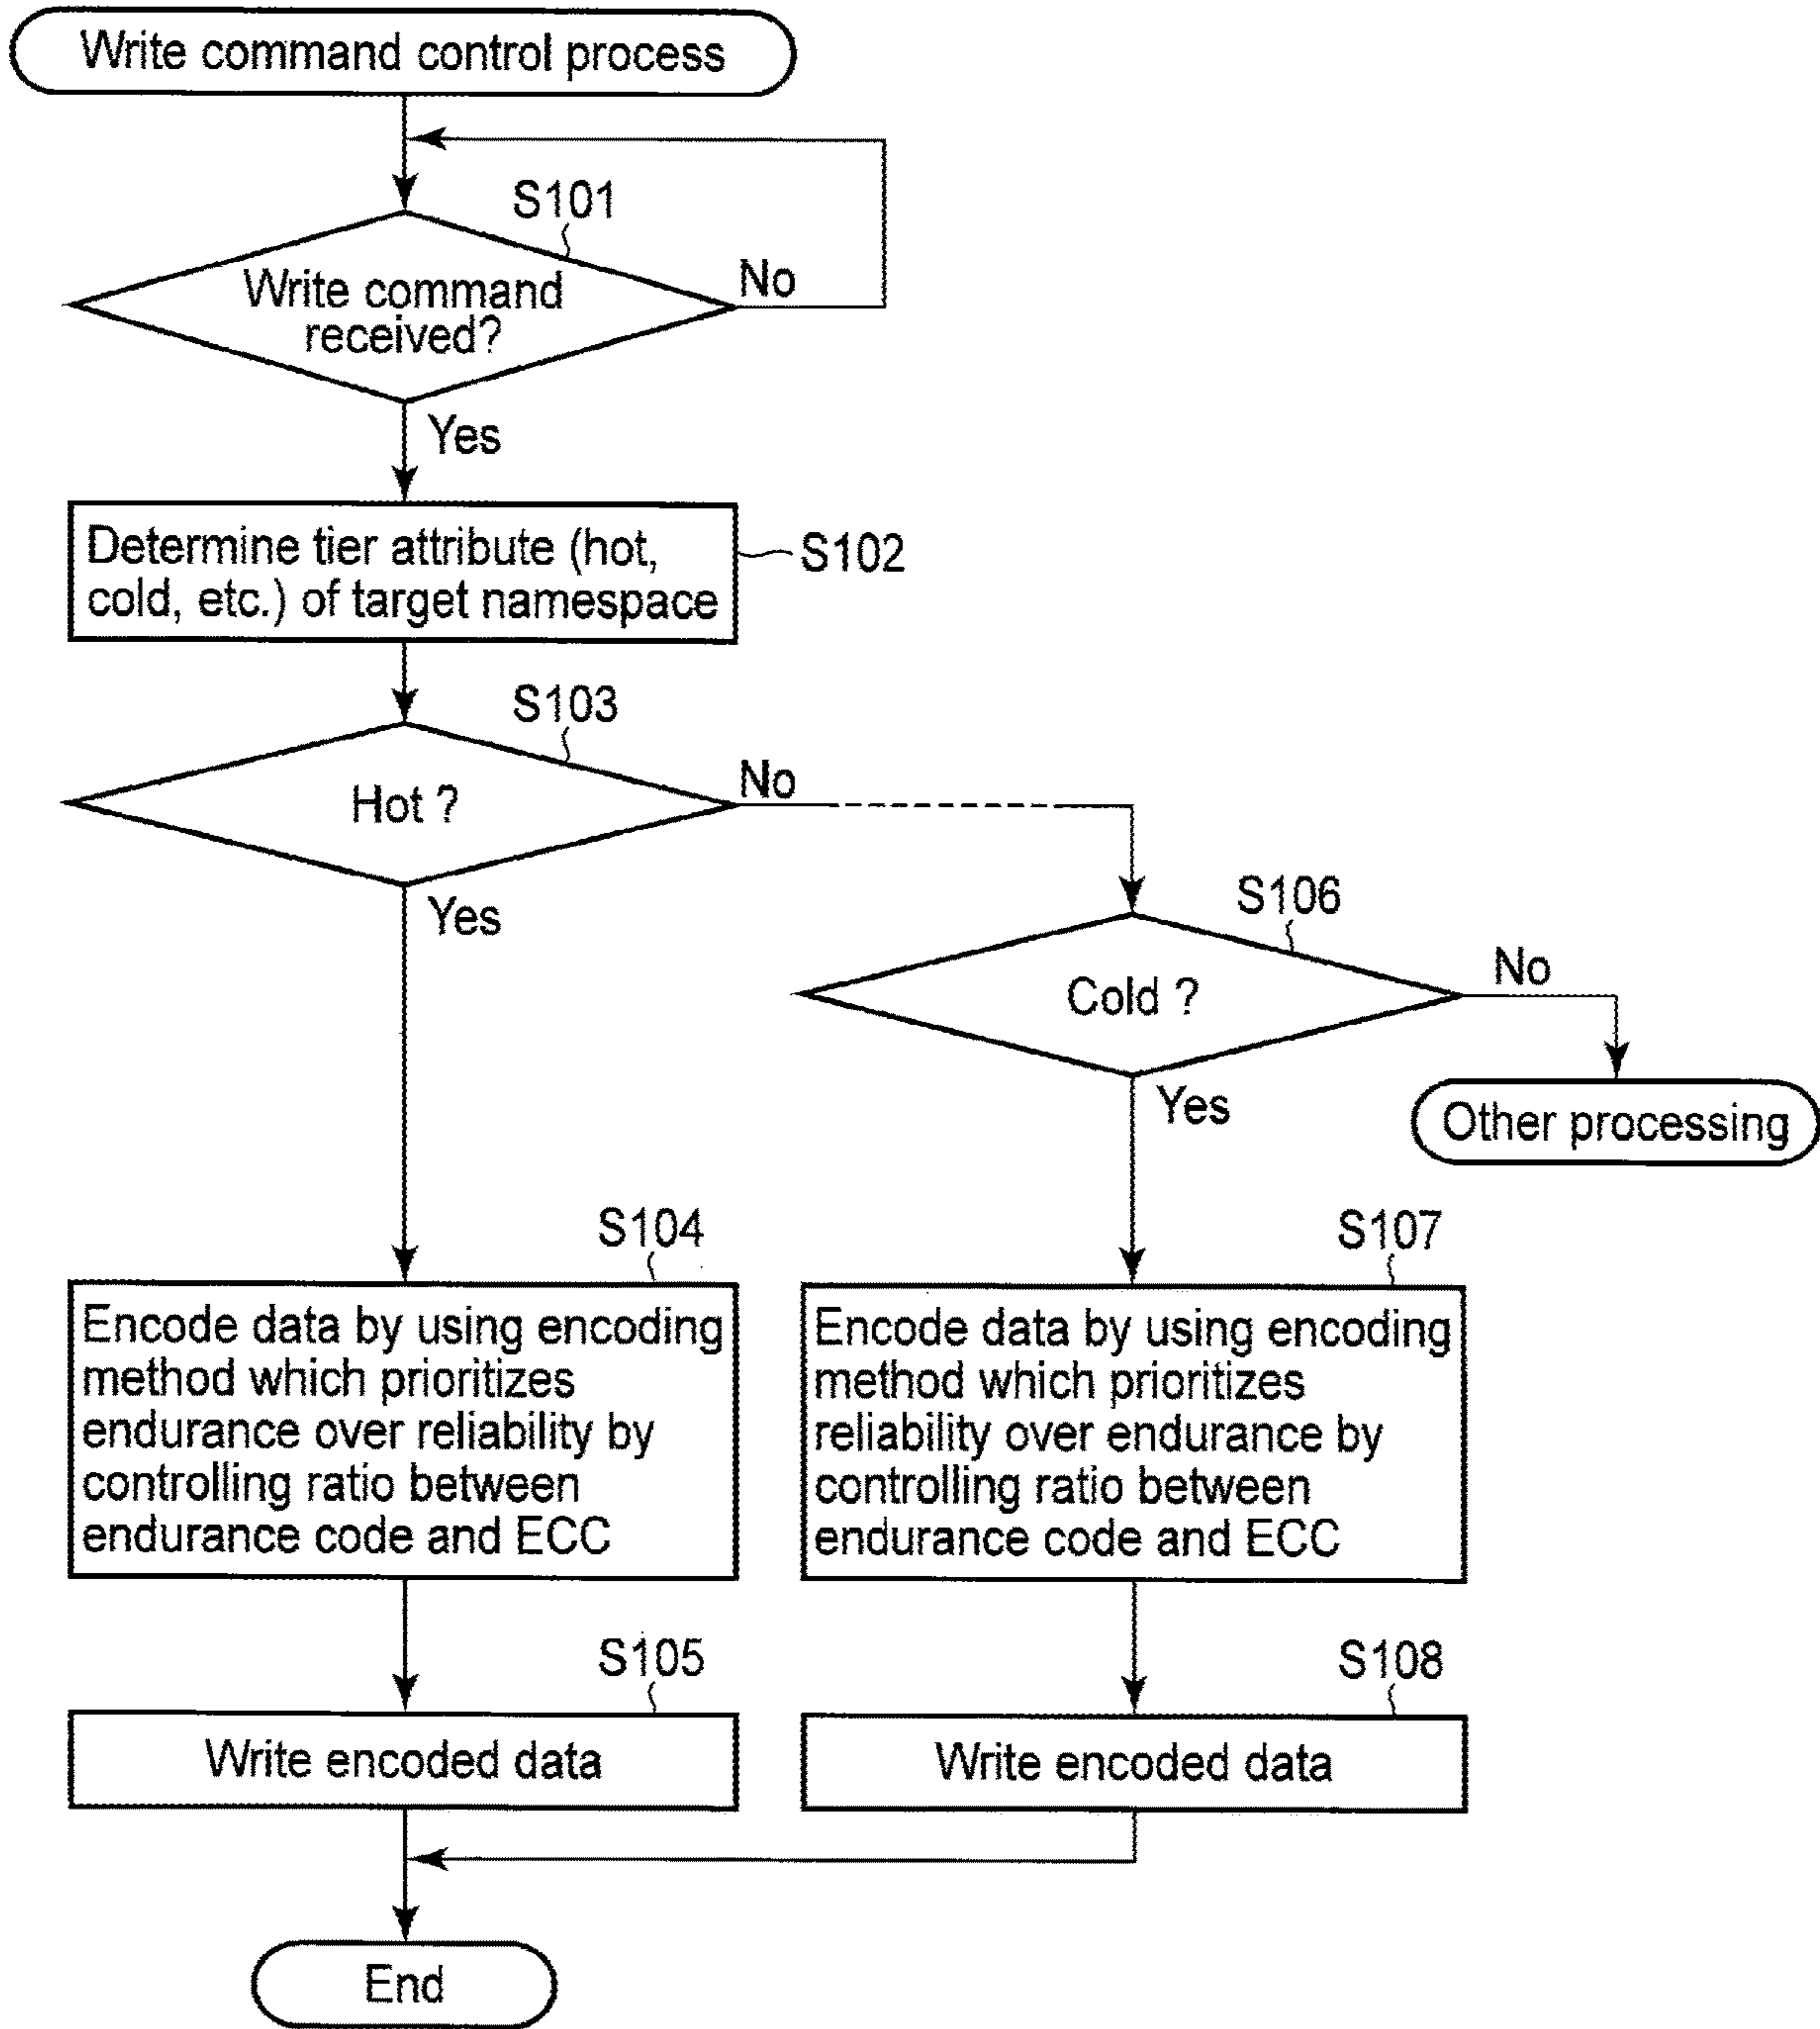 Write command control process
S101
Write command
received?
No
Yes
Determine tier attribute (hot,
cold, etc.) of target namespace
S102
S103
Hot ?
No
Yes
S106
Cold ?
No
Yes
Other processing
S104
Encode data by using encoding
method which prioritizes
endurance over reliability by
controlling ratio between
endurance code and ECC
S107
Encode data by using encoding
method which prioritizes
reliability over endurance by
controlling ratio between
endurance code and ECC
S105
Write encoded data
S108
Write encoded data
End